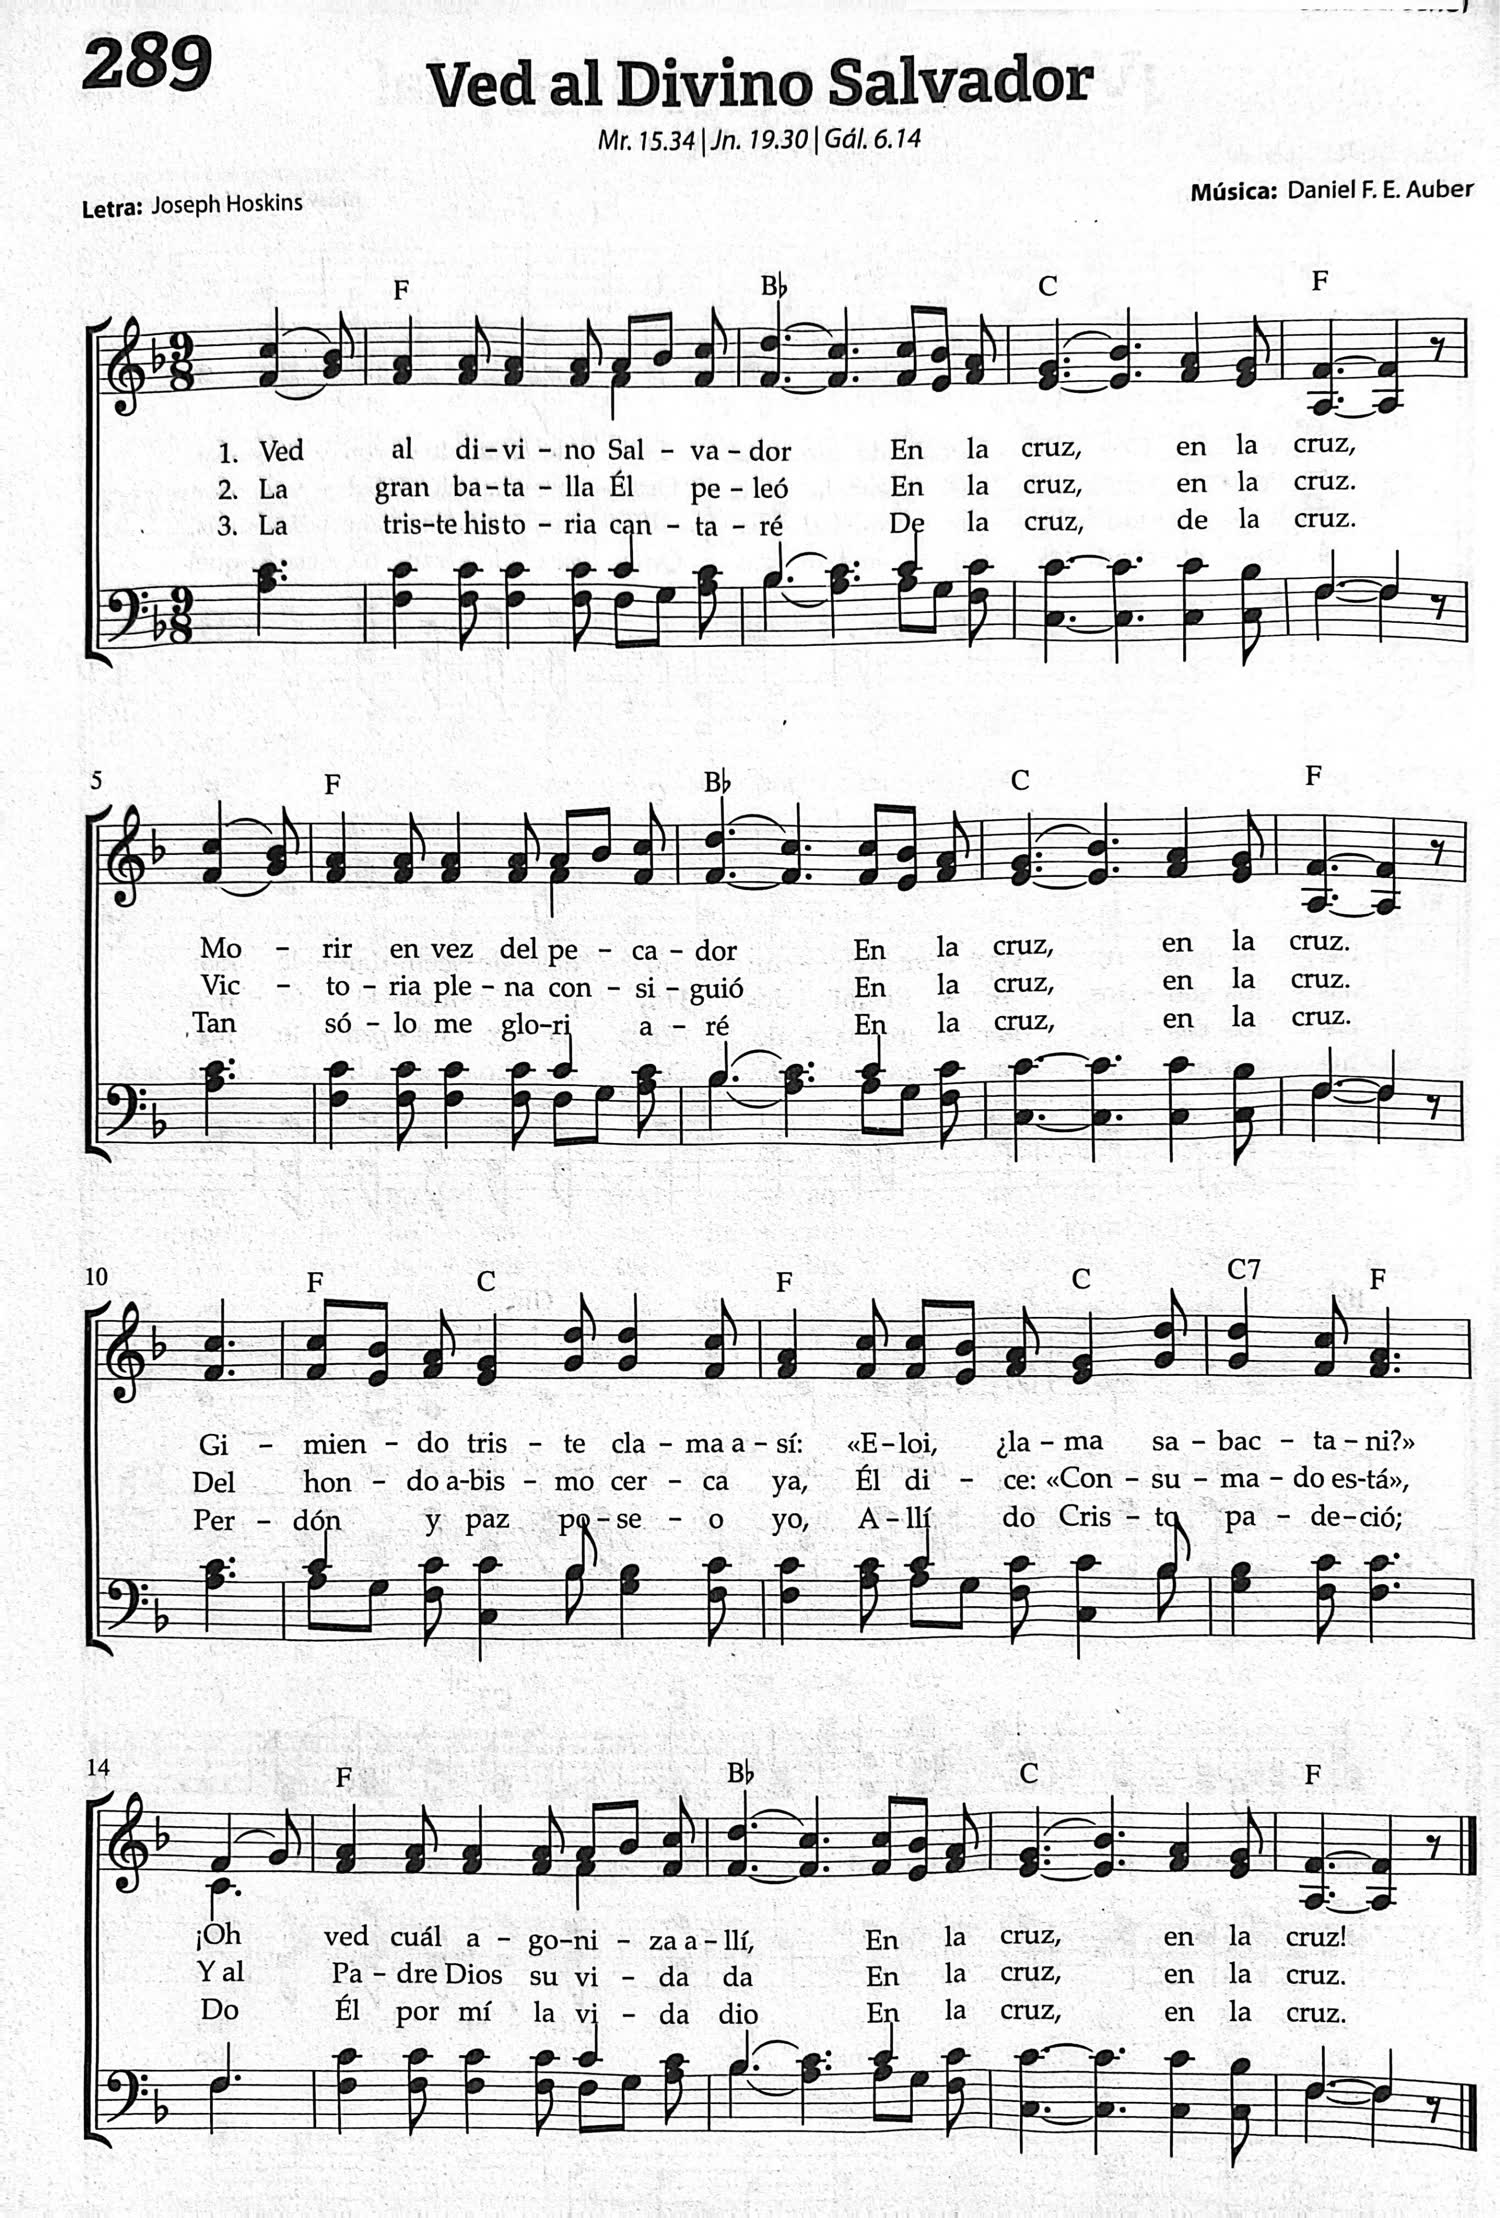 289
Ved al Divino Salvador
Mr. 15.34 | Jn. 19.30 | Gál. 6.14
Letra: Joseph Hoskins
Música: Daniel F. E. Auber
F B♭ C F
9 8
1. Ved al di–vi – no Sal – va – dor En la cruz, en la cruz,
2. La gran ba–ta – lla Él pe – leó En la cruz, en la cruz.
3. La tris–te histo – ria can – ta – ré De la cruz, de la cruz.
9 8
5 F B♭ C F
Mo – rir en vez del pe – ca – dor En la cruz, en la cruz.
Vic – to – ria ple – na con – si – guió En la cruz, en la cruz.
Tan só – lo me glo–ri a – ré En la cruz, en la cruz.
10 F C F C C7 F
Gi – mien – do tris – te cla – ma a – sí: «E–loi, ¿la – ma sa – bac – ta – ni?»
Del hon – do a-bis – mo cer – ca ya, Él di – ce: «Con – su – ma – do es-tá»,
Per – dón y paz po – se – o yo, A – llí do Cris – to pa – de–ció;
14 F B♭ C F
¡Oh ved cuál a – go–ni – za a – llí, En la cruz, en la cruz!
Y al Pa – dre Dios su vi – da da En la cruz, en la cruz.
Do Él por mí la vi – da dio En la cruz, en la cruz.